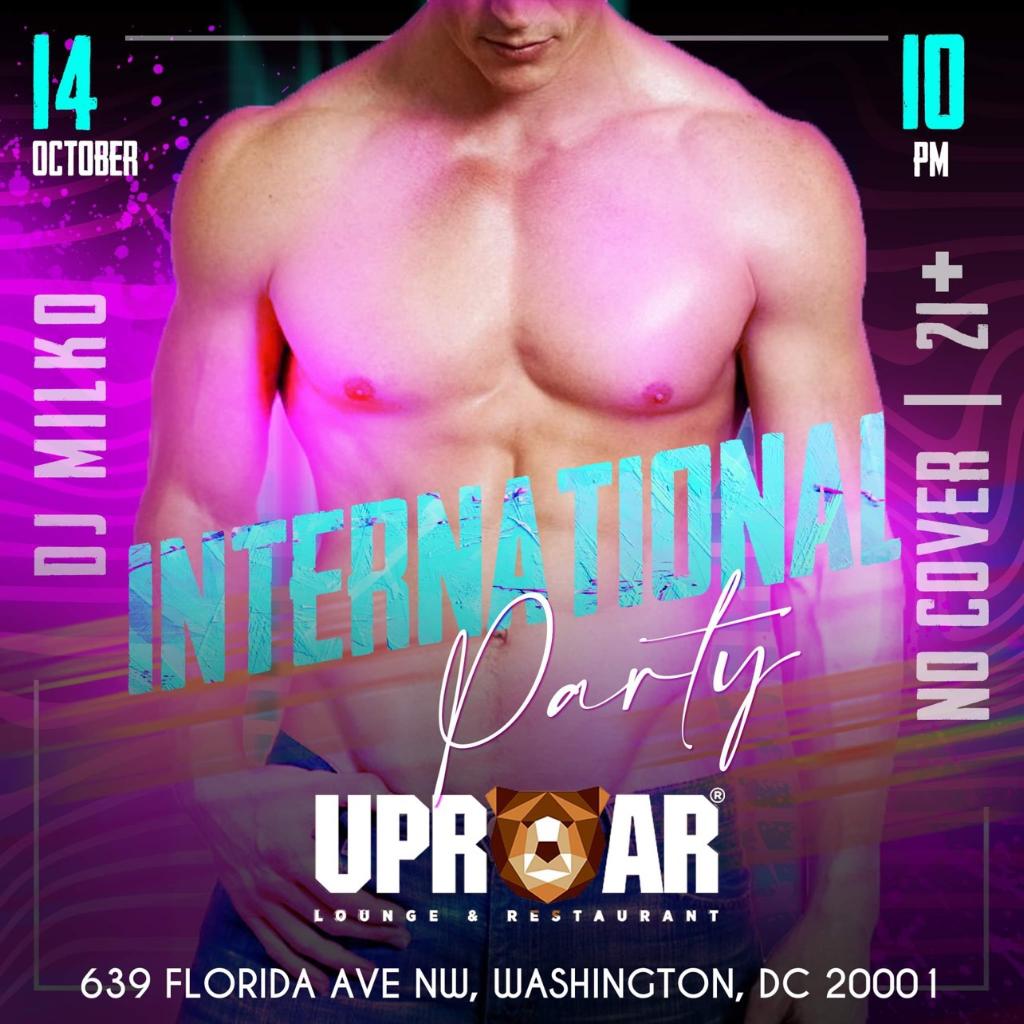 14
OCTOBER
10
PM
DJ MILKO
NO COVER | 21+
INTERNATIONAL
Party
UPROAR®
LOUNGE & RESTAURANT
639 FLORIDA AVE NW, WASHINGTON, DC 20001